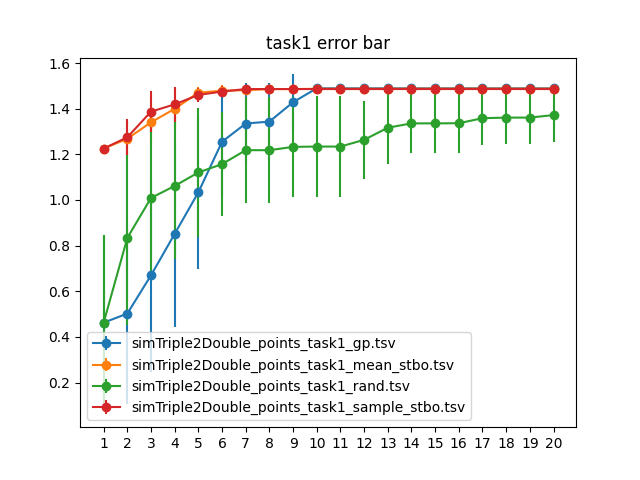 task1 error bar
1.6
1.4
1.2
1.0
0.8
0.6
0.4
0.2
simTriple2Double_points_task1_gp.tsv
simTriple2Double_points_task1_mean_stbo.tsv
simTriple2Double_points_task1_rand.tsv
simTriple2Double_points_task1_sample_stbo.tsv
1 2 3 4 5 6 7 8 9 10 11 12 13 14 15 16 17 18 19 20